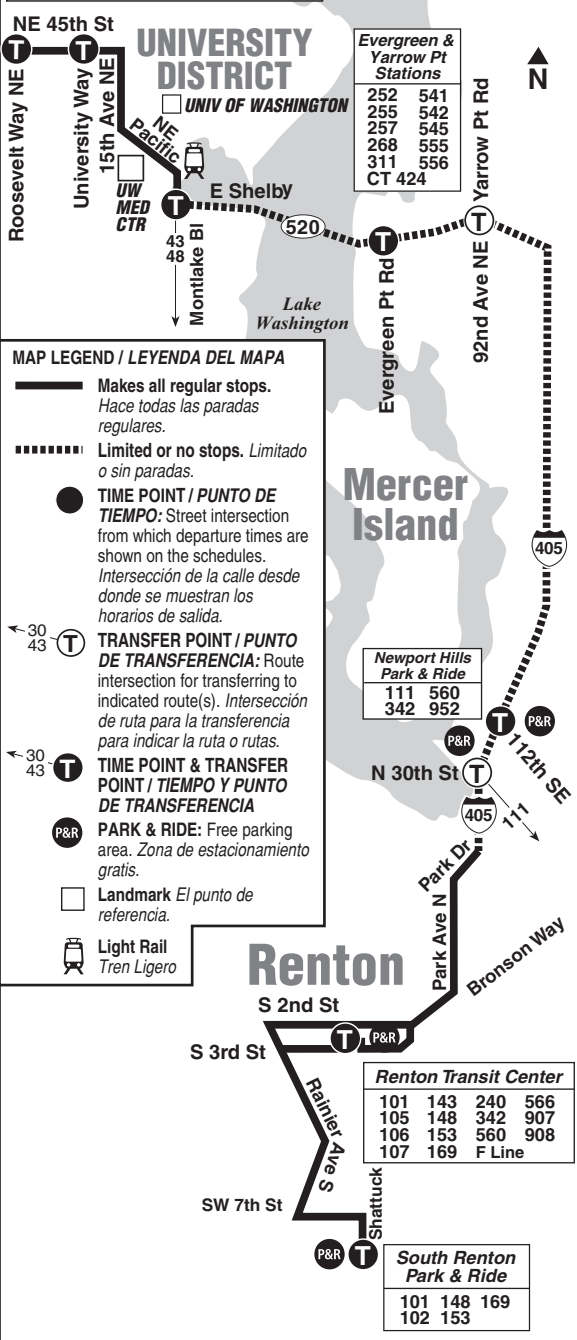 NE 45th St
T
T
Roosevelt Way NE
University Way
15th Ave NE
UNIVERSITY
DISTRICT
UNIV OF WASHINGTON
NE
Pacific
UW
MED
CTR
T
E Shelby
43
48
Montlake Bl
520
Evergreen &
Yarrow Pt
Stations
252 541
255 542
257 545
268 555
311 556
CT 424
N
Yarrow Pt Rd
T
T
92nd Ave NE
Evergreen Pt Rd
Lake
Washington
MAP LEGEND / LEYENDA DEL MAPA
Makes all regular stops.
Hace todas las paradas
regulares.
Limited or no stops. Limitado
o sin paradas.
TIME POINT / PUNTO DE
TIEMPO: Street intersection
from which departure times are
shown on the schedules.
Intersección de la calle desde
donde se muestran los
horarios de salida.
30
43
T
TRANSFER POINT / PUNTO
DE TRANSFERENCIA: Route
intersection for transferring to
indicated route(s). Intersección
de ruta para la transferencia
para indicar la ruta o rutas.
30
43
T
TIME POINT & TRANSFER
POINT / TIEMPO Y PUNTO
DE TRANSFERENCIA
P&R
PARK & RIDE: Free parking
area. Zona de estacionamiento
gratis.
Landmark El punto de
referencia.
Light Rail
Tren Ligero
Mercer
Island
405
Newport Hills
Park & Ride
111 560
342 952
T
P&R
112th SE
P&R
N 30th St
T
405
111
Park Dr
Park Ave N
Bronson Way
Renton
S 2nd St
T
P&R
S 3rd St
Renton Transit Center
101 143 240 566
105 148 342 907
106 153 560 908
107 169 F Line
Rainier Ave S
SW 7th St
Shattuck
P&R
T
South Renton
Park & Ride
101 148 169
102 153